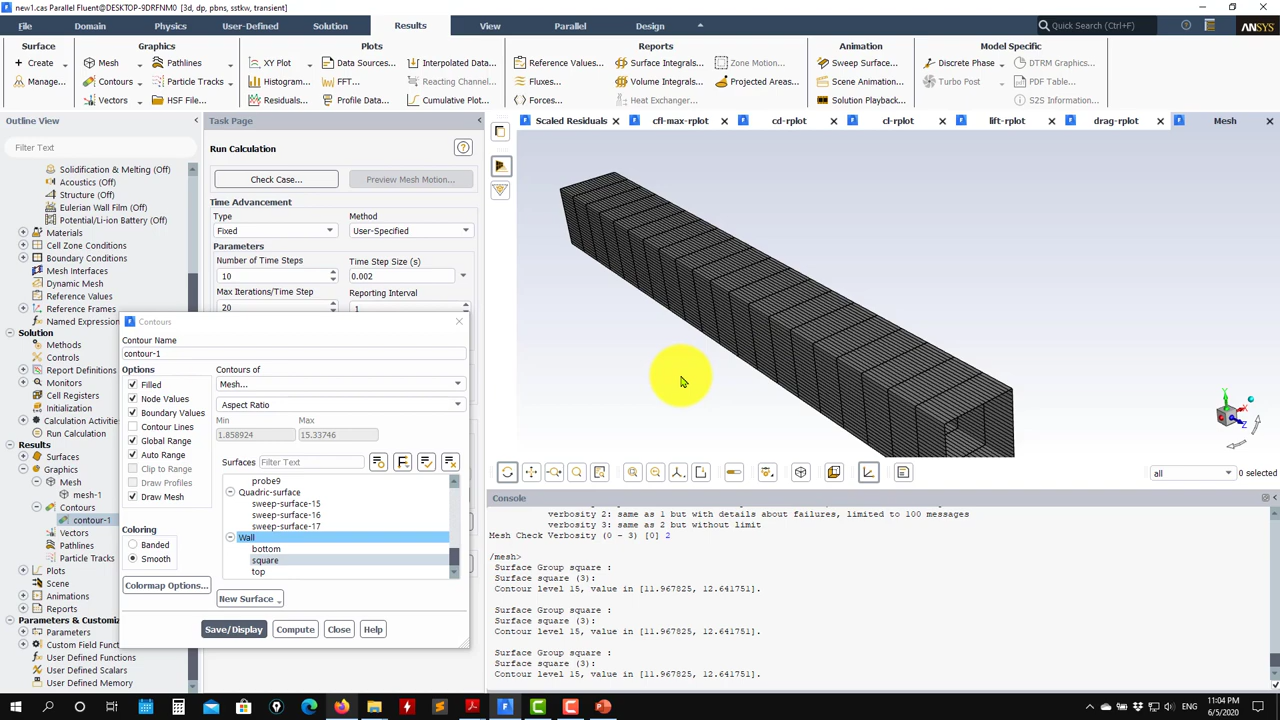 new1.cas Parallel Fluent@DESKTOP-9DRFNM0 [3d, dp, pbns, sstkw, transient]
File Domain Physics User-Defined Solution Results View Parallel Design Quick Search (Ctrl+F) ANSYS
Surface Graphics Plots Reports Animation Model Specific
Create Mesh Pathlines XY Plot Data Sources... Interpolated Data... Reference Values... Surface Integrals... Zone Motion... Sweep Surface... Discrete Phase DTRM Graphics...
Manage... Contours Particle Tracks Histogram... FFT... Reacting Channel... Fluxes... Volume Integrals... Projected Areas... Scene Animation... Turbo Post PDF Table...
Vectors HSF File... Residuals... Profile Data... Cumulative Plot... Forces... Heat Exchanger... Solution Playback... S2S Information...
Outline View Task Page Scaled Residuals cfl-max-rplot cd-rplot cl-rplot lift-rplot drag-rplot Mesh
Filter Text
Solidification & Melting (Off)
Acoustics (Off)
Structure (Off)
Eulerian Wall Film (Off)
Potential/Li-ion Battery (Off)
Materials
Cell Zone Conditions
Boundary Conditions
Mesh Interfaces
Dynamic Mesh
Reference Values
Reference Frames
Named Expression
Solution
Methods
Controls
Report Definitions
Monitors
Cell Registers
Initialization
Calculation Activities
Run Calculation
Results
Surfaces
Graphics
Mesh
mesh-1
Contours
contour-1
Vectors
Pathlines
Particle Tracks
Plots
Scene
Animations
Reports
Parameters & Customiz
Parameters
Custom Field Func
User Defined Functions
User Defined Scalars
User Defined Memory
Run Calculation
Check Case... Preview Mesh Motion...
Time Advancement
Type Method
Fixed User-Specified
Parameters
Number of Time Steps Time Step Size (s)
10 0.002
Max Iterations/Time Step Reporting Interval
20 1
Contours
Contour Name
contour-1
Options
Filled
Node Values
Boundary Values
Contour Lines
Global Range
Auto Range
Clip to Range
Draw Profiles
Draw Mesh
Coloring
Banded
Smooth
Colormap Options...
Contours of
Mesh...
Aspect Ratio
Min Max
1.858924 15.33746
Surfaces Filter Text
probe9
Quadric-surface
sweep-surface-15
sweep-surface-16
sweep-surface-17
Wall
bottom
square
top
New Surface
Save/Display Compute Close Help
Y X Z
all 0 selected
Console
verbosity 2: same as 1 but with details about failures, limited to 100 messages
verbosity 3: same as 2 but without limit
Mesh Check Verbosity (0 - 3) [0] 2
/mesh>
Surface Group square :
Surface square (3):
Contour level 15, value in [11.967825, 12.641751].
Surface Group square :
Surface square (3):
Contour level 15, value in [11.967825, 12.641751].
Surface Group square :
Surface square (3):
Contour level 15, value in [11.967825, 12.641751].
11:04 PM
6/5/2020